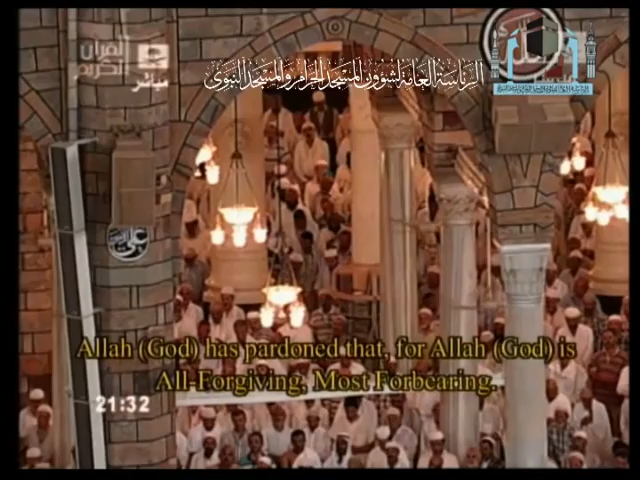 القرآن
الكريم
مباشر
الرئاسة العامة لشؤون المسجد الحرام والمسجد النبوي
Allah (God) has pardoned that, for Allah (God) is
All-Forgiving, Most Forbearing.
21:32